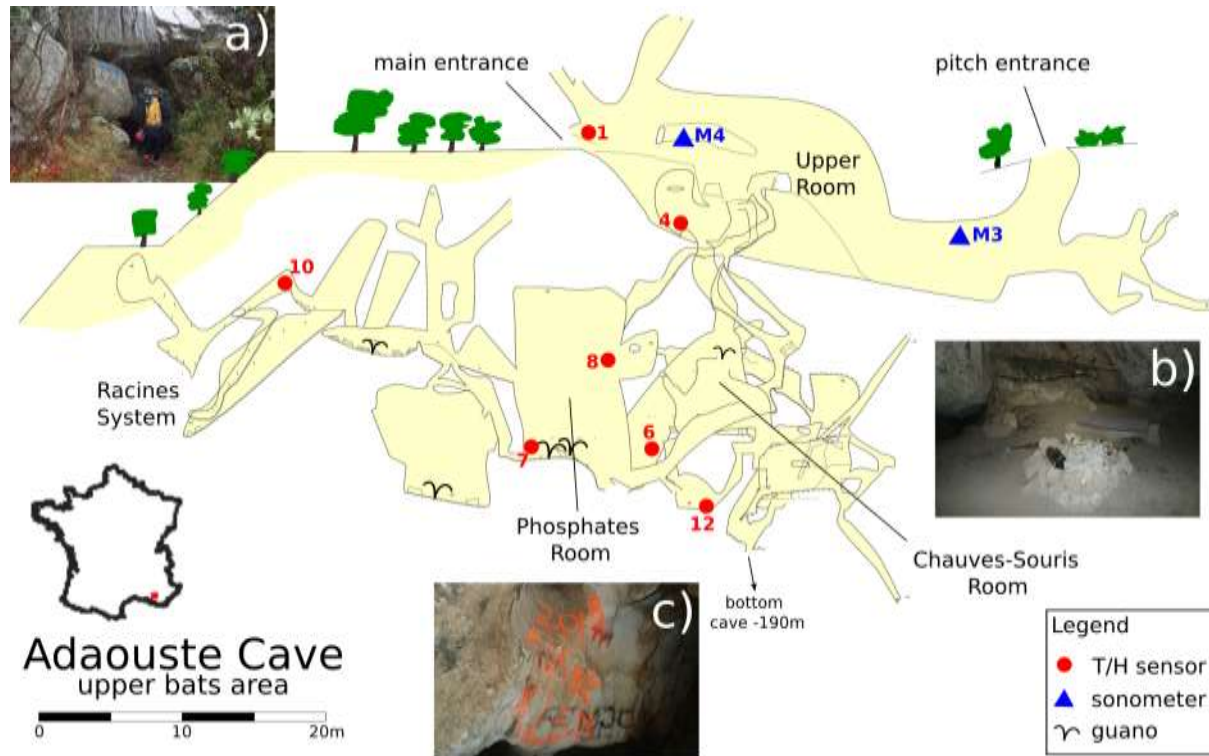 a)
main entrance
pitch entrance
1
M4
Upper
Room
4
M3
10
8
b)
Racines
System
7
6
12
Phosphates
Room
Chauves-Souris
Room
c)
bottom
cave -190m
Adaouste Cave
upper bats area
0
10
20m
Legend
T/H sensor
sonometer
guano